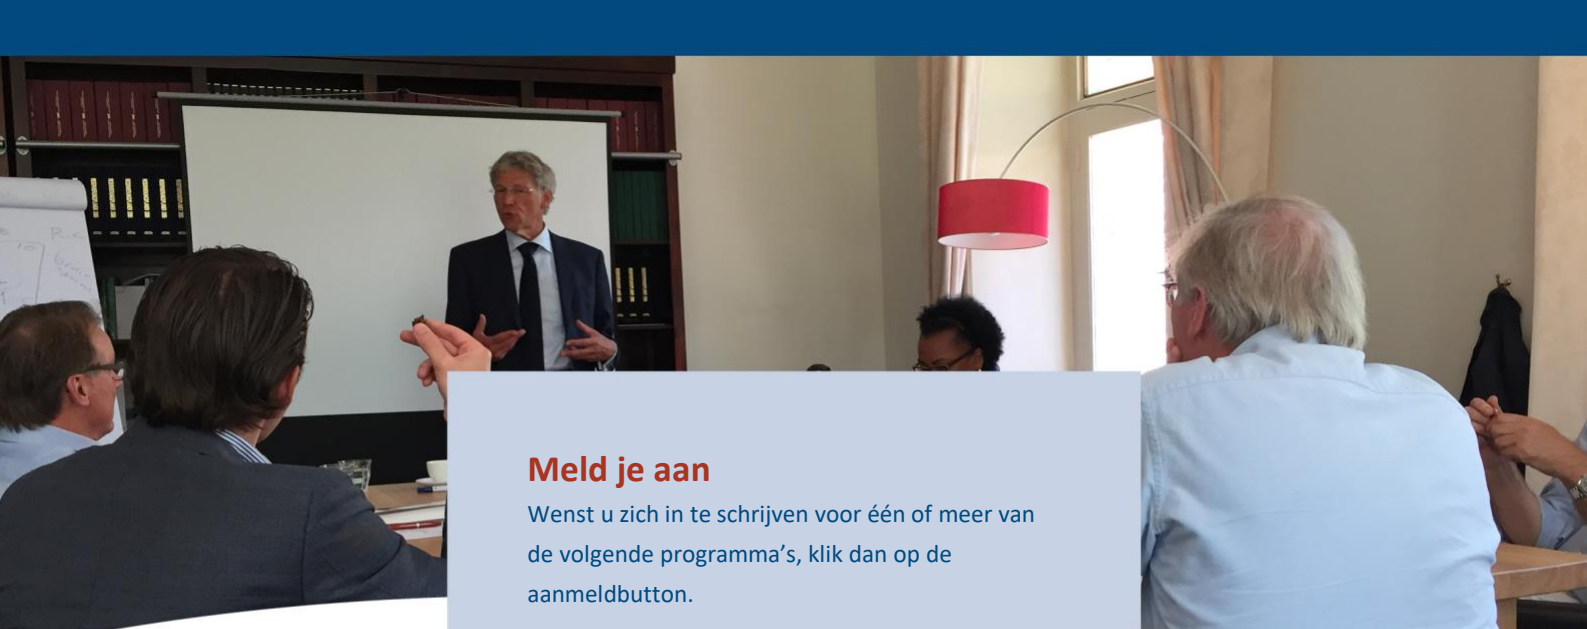 Meld je aan
Wenst u zich in te schrijven voor één of meer van
de volgende programma’s, klik dan op de
aanmeldbutton.